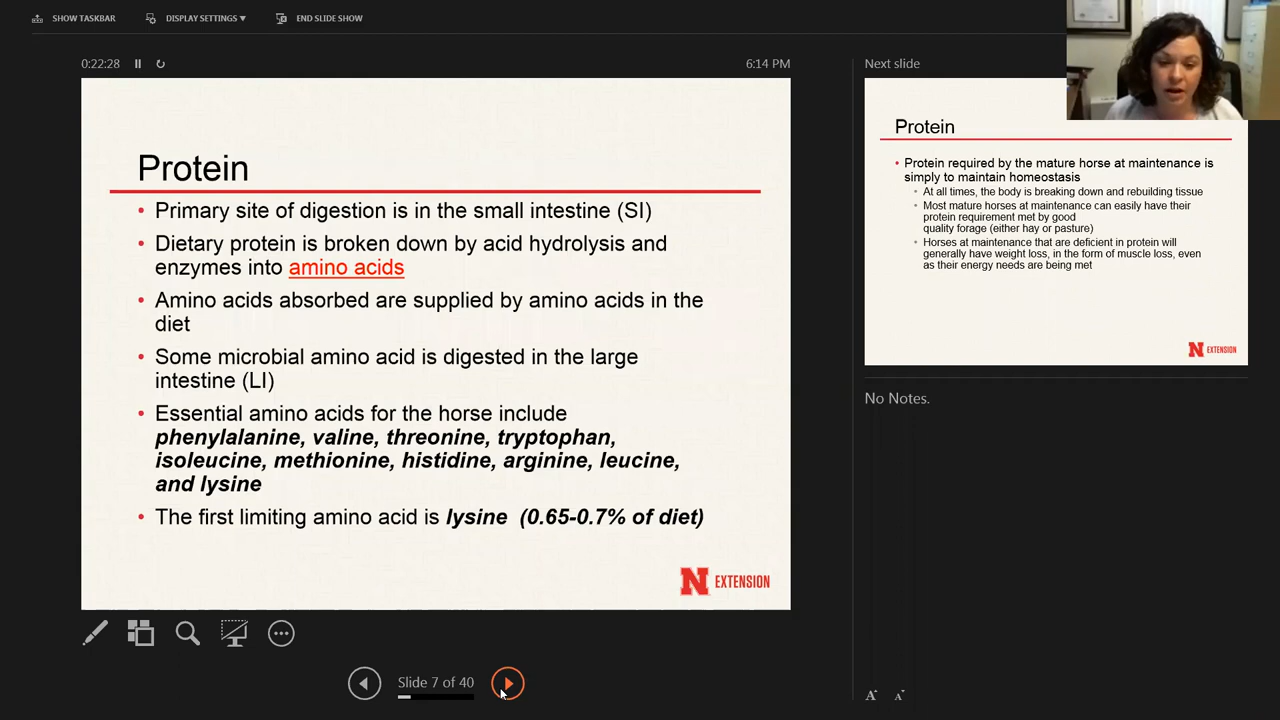 SHOW TASKBAR
DISPLAY SETTINGS ▼
END SLIDE SHOW
0:22:28
6:14 PM
Protein
• Primary site of digestion is in the small intestine (SI)
• Dietary protein is broken down by acid hydrolysis and
enzymes into amino acids
• Amino acids absorbed are supplied by amino acids in the
diet
• Some microbial amino acid is digested in the large
intestine (LI)
• Essential amino acids for the horse include
phenylalanine, valine, threonine, tryptophan,
isoleucine, methionine, histidine, arginine, leucine,
and lysine
• The first limiting amino acid is lysine (0.65-0.7% of diet)
N EXTENSION
Slide 7 of 40
Next slide
Protein
• Protein required by the mature horse at maintenance is
simply to maintain homeostasis
• At all times, the body is breaking down and rebuilding tissue
• Most mature horses at maintenance can easily have their
protein requirement met by good
quality forage (either hay or pasture)
• Horses at maintenance that are deficient in protein will
generally have weight loss, in the form of muscle loss, even
as their energy needs are being met
N EXTENSION
No Notes.
A A